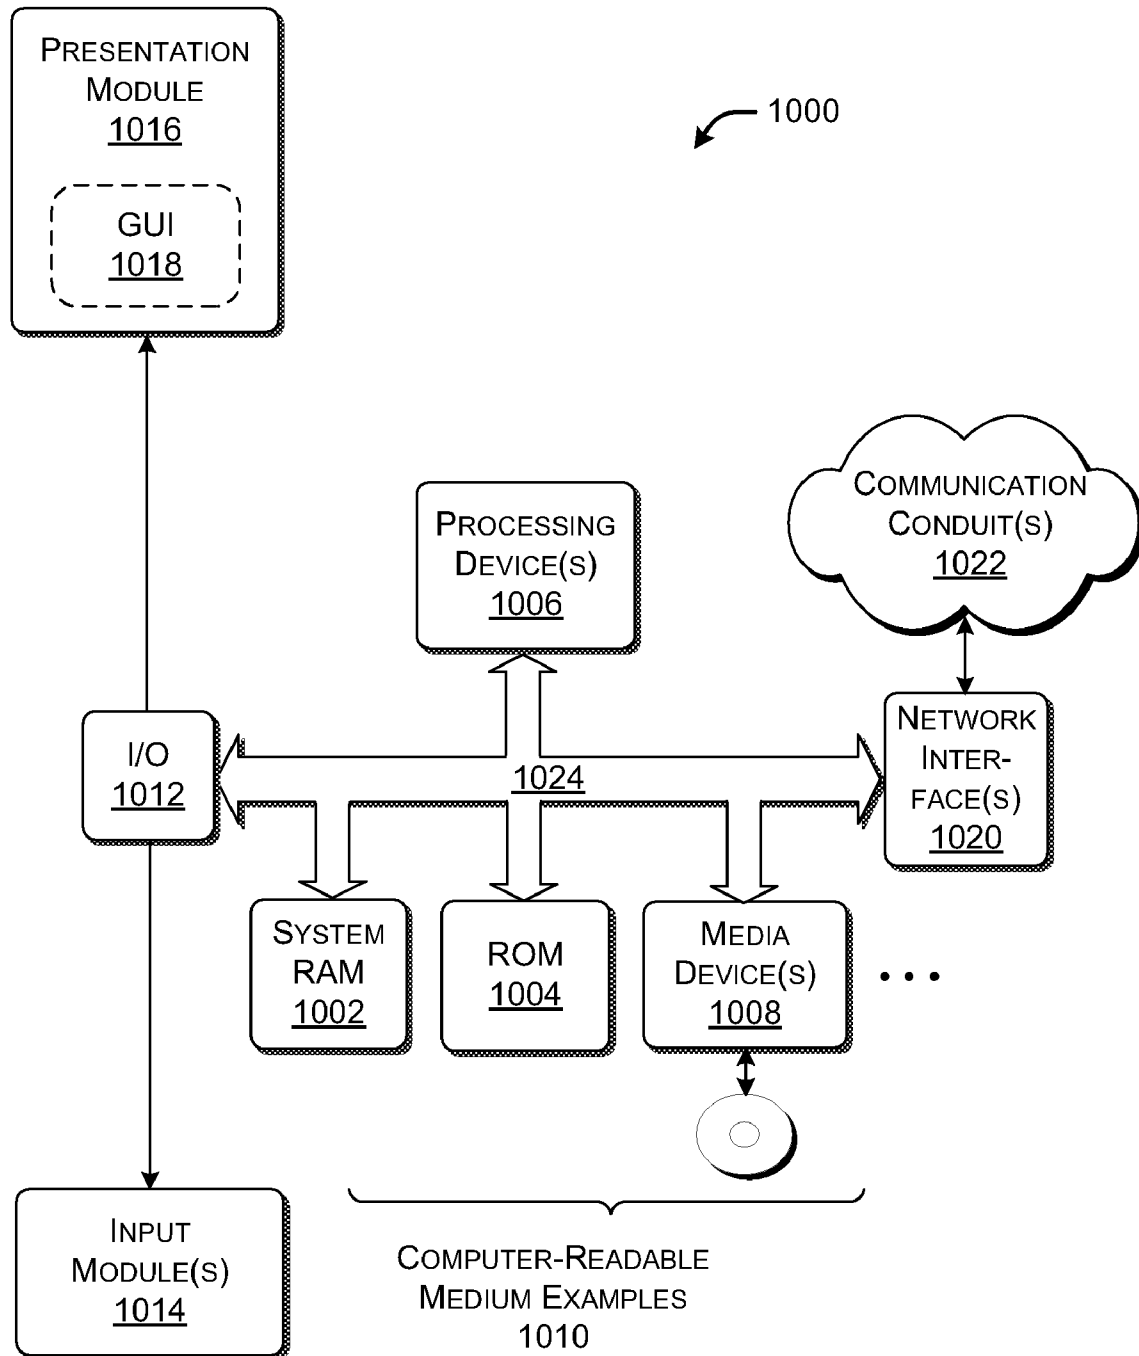 PRESENTATION
MODULE
1016
GUI
1018
1000
COMMUNICATION
CONDUIT(S)
1022
PROCESSING
DEVICE(S)
1006
I/O
1012
1024
NETWORK
INTER-
FACE(S)
1020
SYSTEM
RAM
1002
ROM
1004
MEDIA
DEVICE(S)
1008
...
INPUT
MODULE(S)
1014
COMPUTER-READABLE
MEDIUM EXAMPLES
1010